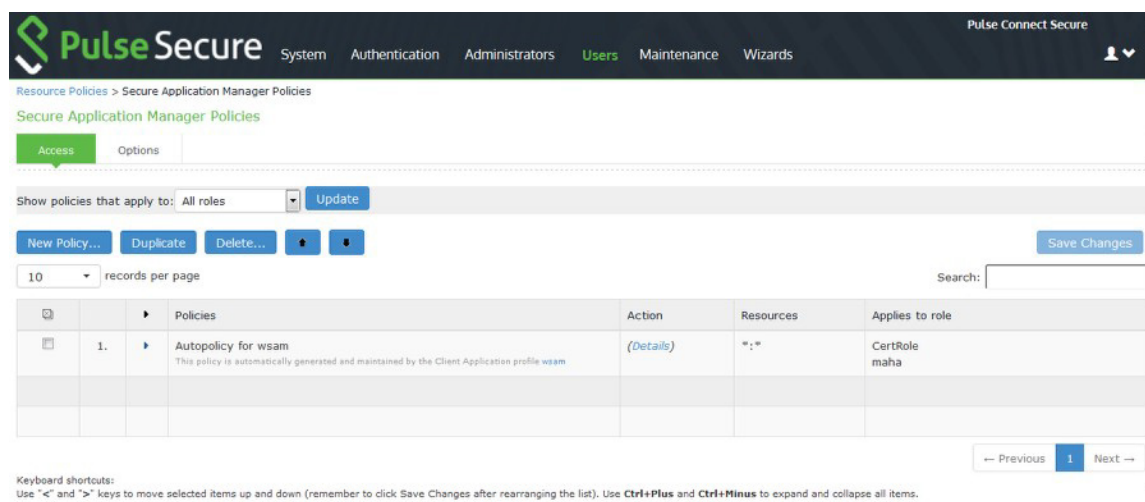 Pulse Connect Secure
Pulse Secure
System Authentication Administrators Users Maintenance Wizards
Resource Policies > Secure Application Manager Policies
Secure Application Manager Policies
Access Options
Show policies that apply to: All roles Update
New Policy... Duplicate Delete... Save Changes
10 records per page Search:
Policies Action Resources Applies to role
1. Autopolicy for wsam (Details) *:* CertRole
This policy is automatically generated and maintained by the Client Application profile wsam maha
← Previous 1 Next →
Keyboard shortcuts:
Use "<" and ">" keys to move selected items up and down (remember to click Save Changes after rearranging the list). Use Ctrl+Plus and Ctrl+Minus to expand and collapse all items.